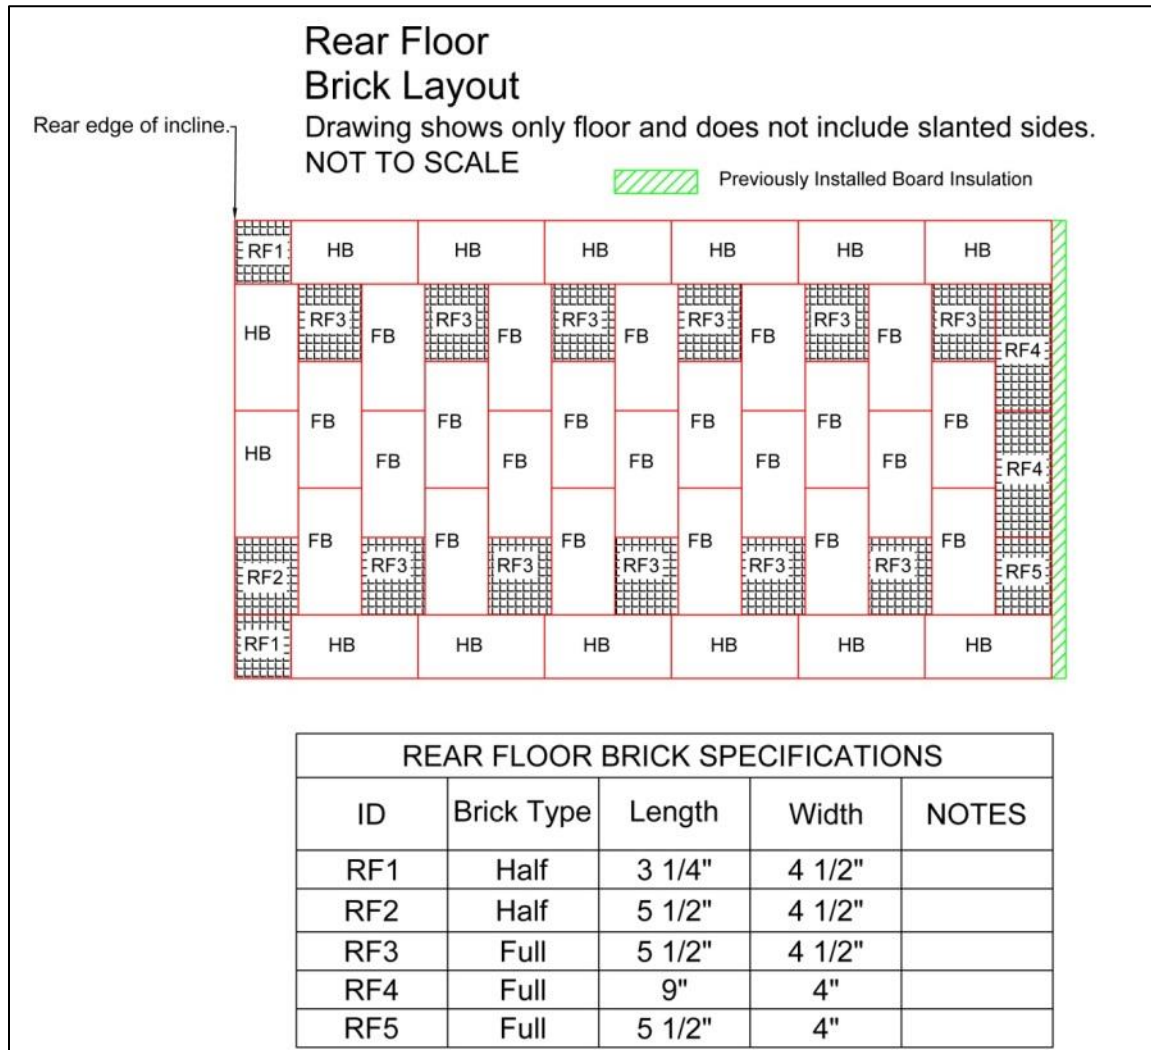 Rear Floor
Brick Layout
Rear edge of incline.
Drawing shows only floor and does not include slanted sides.
NOT TO SCALE
Previously Installed Board Insulation
RF1 HB HB HB HB HB HB
HB RF3 FB RF3 FB RF3 FB RF3 FB RF3 FB RF3 RF4
FB FB FB FB FB FB
HB FB FB FB FB FB RF4
FB FB FB FB FB FB
RF2 RF3 RF3 RF3 RF3 RF3 RF5
RF1 HB HB HB HB HB HB
REAR FLOOR BRICK SPECIFICATIONS
ID Brick Type Length Width NOTES
RF1 Half 3 1/4" 4 1/2"
RF2 Half 5 1/2" 4 1/2"
RF3 Full 5 1/2" 4 1/2"
RF4 Full 9" 4"
RF5 Full 5 1/2" 4"